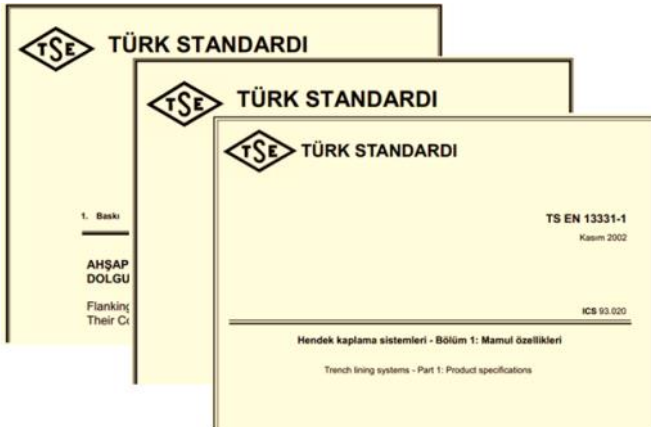 TSE TÜRK STANDARDI
1. Baskı
AHŞAP
DOLGU
Flanking
Their Co
TSE TÜRK STANDARDI
TSE TÜRK STANDARDI
TS EN 13331-1
Kasım 2002
ICS 93.020
Hendek kaplama sistemleri - Bölüm 1: Mamul özellikleri
Trench lining systems - Part 1: Product specifications